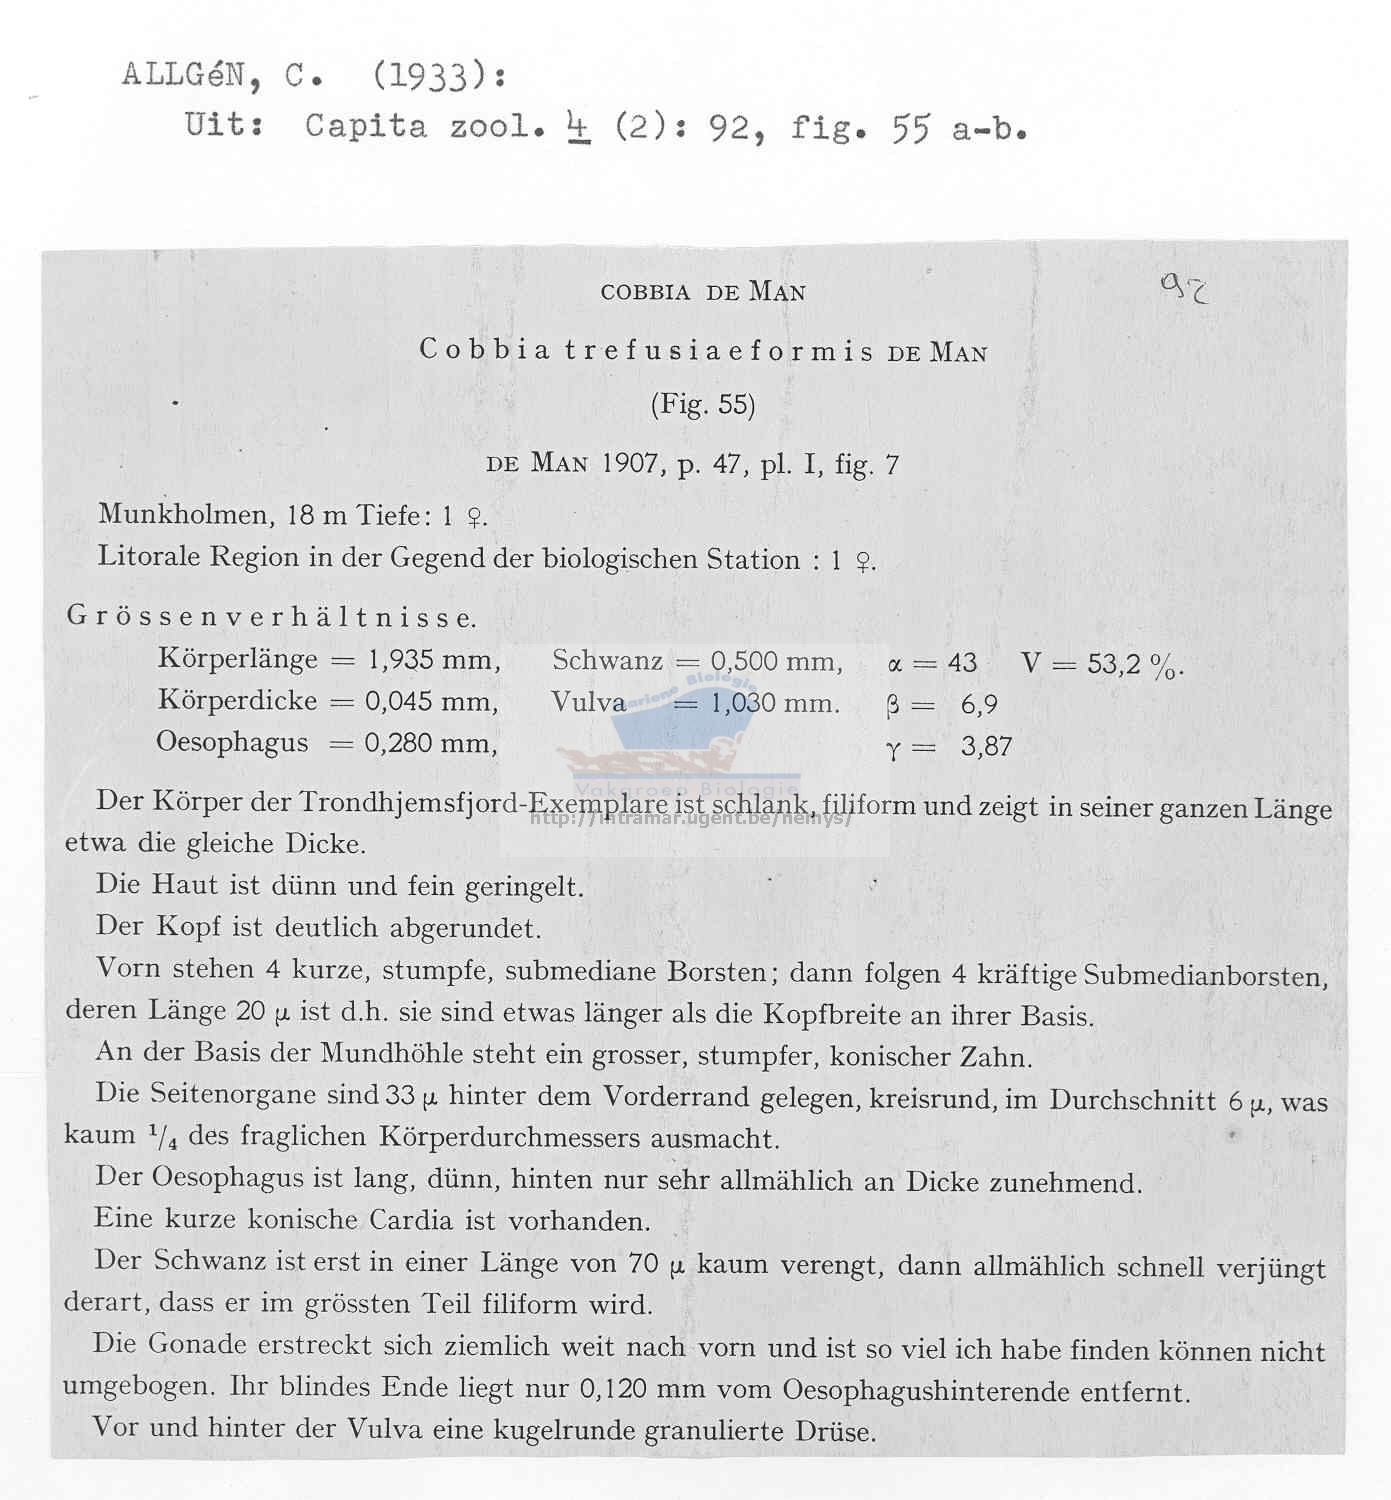 ALLGéN, C. (1933):
Uit: Capita zool. 4 (2): 92, fig. 55 a-b.
92
COBBIA DE MAN
Cobbia trefusiaeformis DE MAN
(Fig. 55)
DE MAN 1907, p. 47, pl. I, fig. 7
Munkholmen, 18 m Tiefe: 1 ♀.
Litorale Region in der Gegend der biologischen Station : 1 ♀.
Grössenverhältnisse.
Körperlänge = 1,935 mm, Schwanz = 0,500 mm, α = 43 V = 53,2 %.
Körperdicke = 0,045 mm, Vulva = 1,030 mm. β = 6,9
Oesophagus = 0,280 mm, γ = 3,87
Mariene Biologie
Vakgroep Biologie
http://intramar.ugent.be/nemys/
Der Körper der Trondhjemsfjord-Exemplare ist schlank, filiform und zeigt in seiner ganzen Länge
etwa die gleiche Dicke.
Die Haut ist dünn und fein geringelt.
Der Kopf ist deutlich abgerundet.
Vorn stehen 4 kurze, stumpfe, submediane Borsten; dann folgen 4 kräftige Submedianborsten,
deren Länge 20 μ ist d.h. sie sind etwas länger als die Kopfbreite an ihrer Basis.
An der Basis der Mundhöhle steht ein grosser, stumpfer, konischer Zahn.
Die Seitenorgane sind 33 μ hinter dem Vorderrand gelegen, kreisrund, im Durchschnitt 6 μ, was
kaum 1/4 des fraglichen Körperdurchmessers ausmacht.
Der Oesophagus ist lang, dünn, hinten nur sehr allmählich an Dicke zunehmend.
Eine kurze konische Cardia ist vorhanden.
Der Schwanz ist erst in einer Länge von 70 μ kaum verengt, dann allmählich schnell verjüngt
derart, dass er im grössten Teil filiform wird.
Die Gonade erstreckt sich ziemlich weit nach vorn und ist so viel ich habe finden können nicht
umgebogen. Ihr blindes Ende liegt nur 0,120 mm vom Oesophagushinterende entfernt.
Vor und hinter der Vulva eine kugelrunde granulierte Drüse.